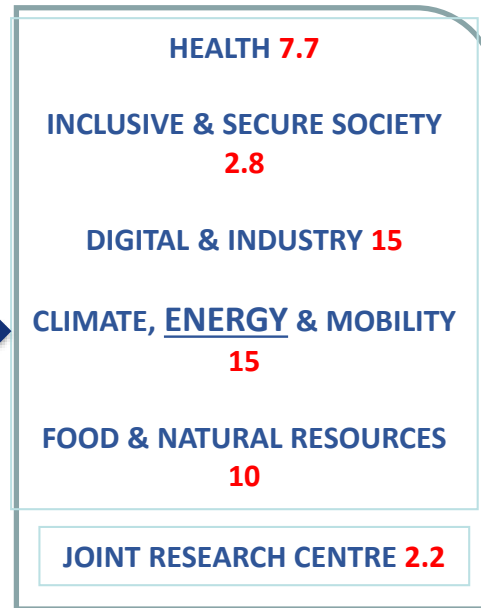 HEALTH 7.7
INCLUSIVE & SECURE SOCIETY
2.8
DIGITAL & INDUSTRY 15
CLIMATE, ENERGY & MOBILITY
15
FOOD & NATURAL RESOURCES
10
JOINT RESEARCH CENTRE 2.2